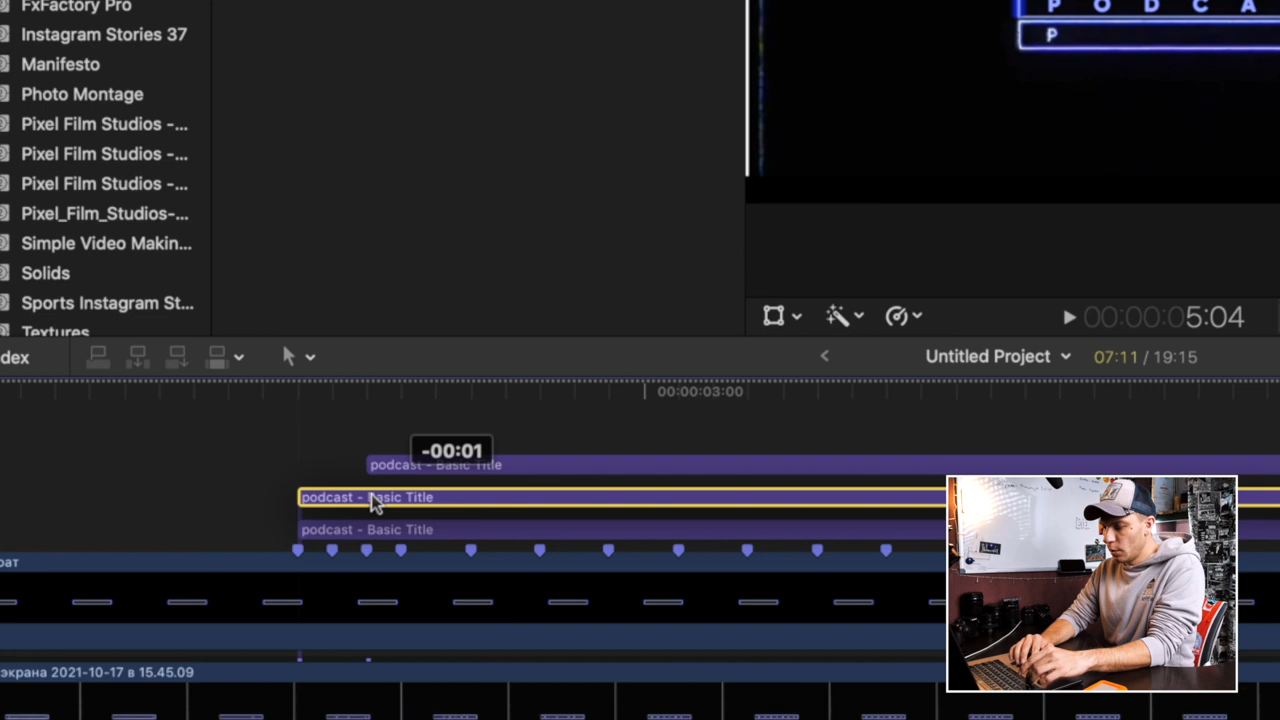 FxFactory Pro
Instagram Stories 37
Manifesto
Photo Montage
Pixel Film Studios -...
Pixel Film Studios -...
Pixel Film Studios -...
Pixel_Film_Studios-...
Simple Video Makin...
Solids
Sports Instagram St...
Textures
P O D C A
P
00:00:05:04
dex
Untitled Project
07:11 / 19:15
00:00:03:00
-00:01
podcast - Basic Title
podcast - Basic Title
podcast - Basic Title
рат
экрана 2021-10-17 в 15.45.09